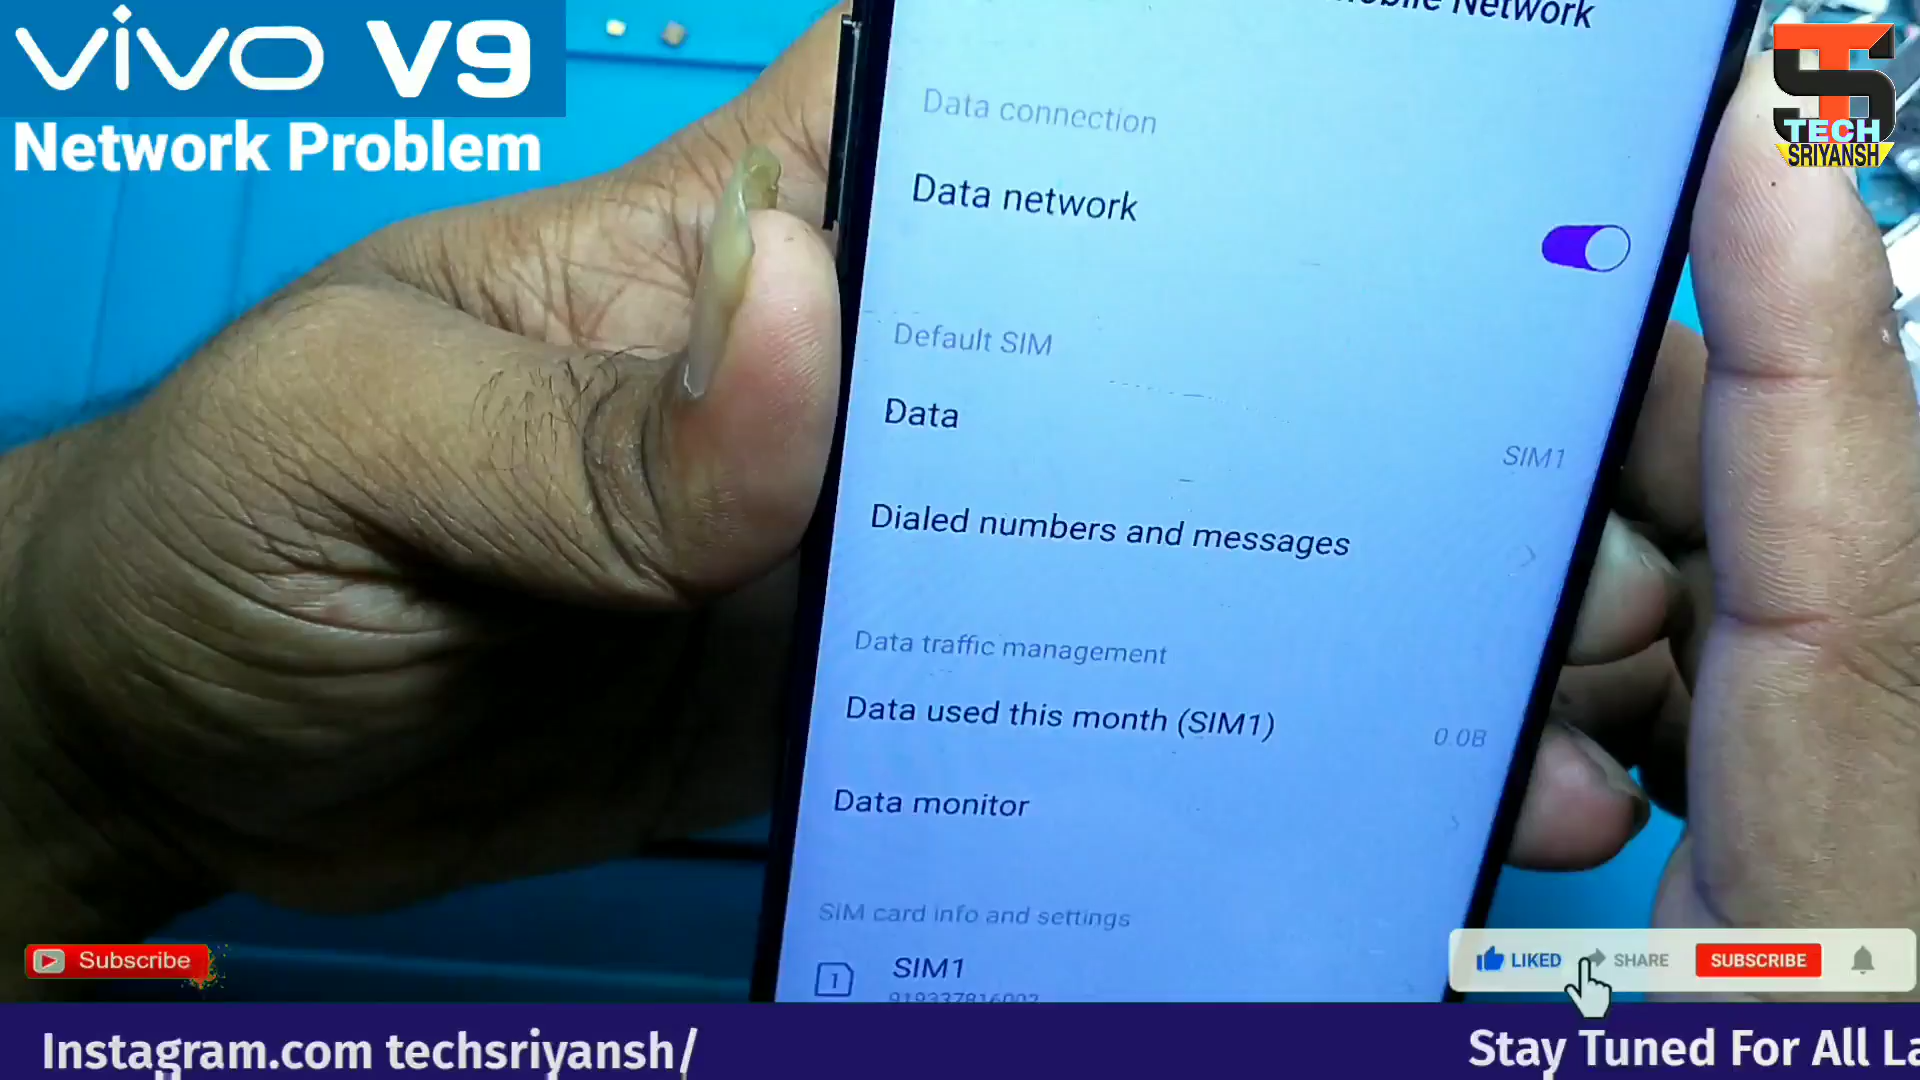 vivo V9
Network Problem
Mobile Network
TECH
SRIYANSH
Data connection
Data network
Default SIM
Data
SIM1
Dialed numbers and messages
Data traffic management
Data used this month (SIM1)
0.0B
Data monitor
SIM card info and settings
1
SIM1
Subscribe
LIKED
SHARE
SUBSCRIBE
Instagram.com techsriyansh/
Stay Tuned For All La